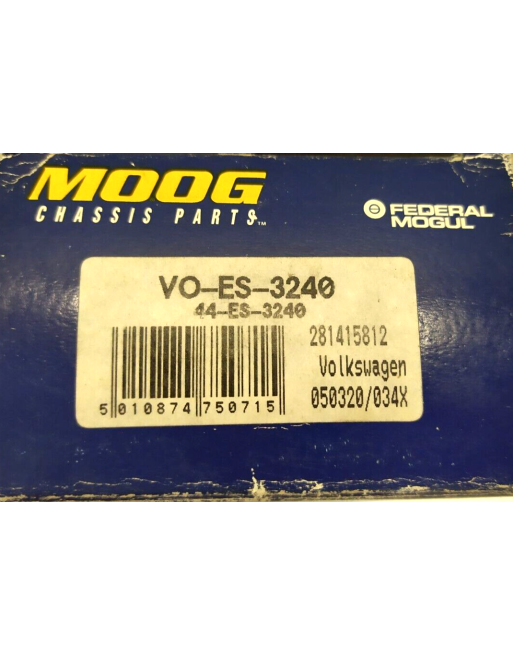 MOOG
CHASSIS PARTS™
FEDERAL
MOGUL
VO-ES-3240
44-ES-3240
281415812
Volkswagen
050320/034X
5 010874 750715